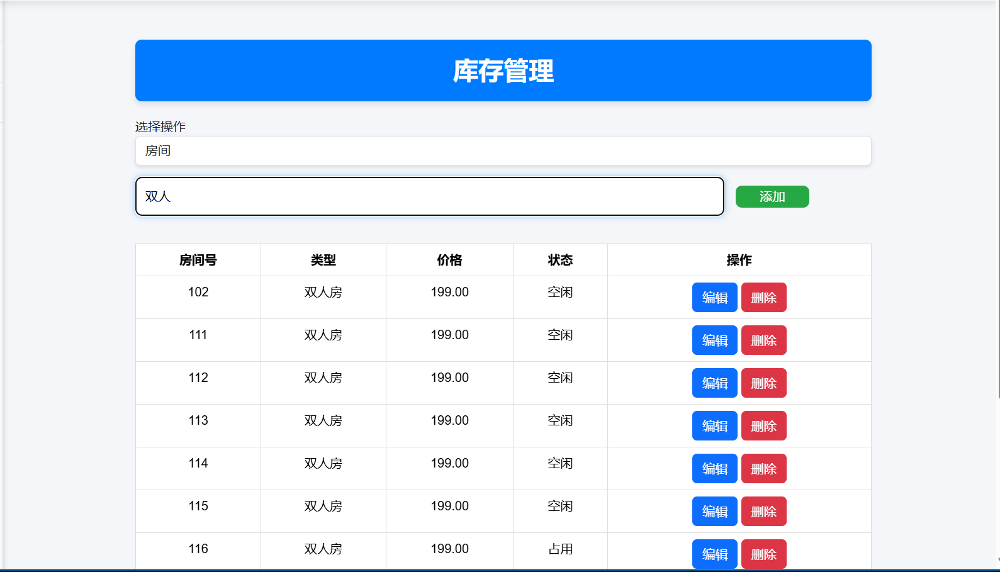 库存管理
选择操作
房间
双人
添加
房间号 类型 价格 状态 操作
102 双人房 199.00 空闲 编辑 删除
111 双人房 199.00 空闲 编辑 删除
112 双人房 199.00 空闲 编辑 删除
113 双人房 199.00 空闲 编辑 删除
114 双人房 199.00 空闲 编辑 删除
115 双人房 199.00 空闲 编辑 删除
116 双人房 199.00 占用 编辑 删除